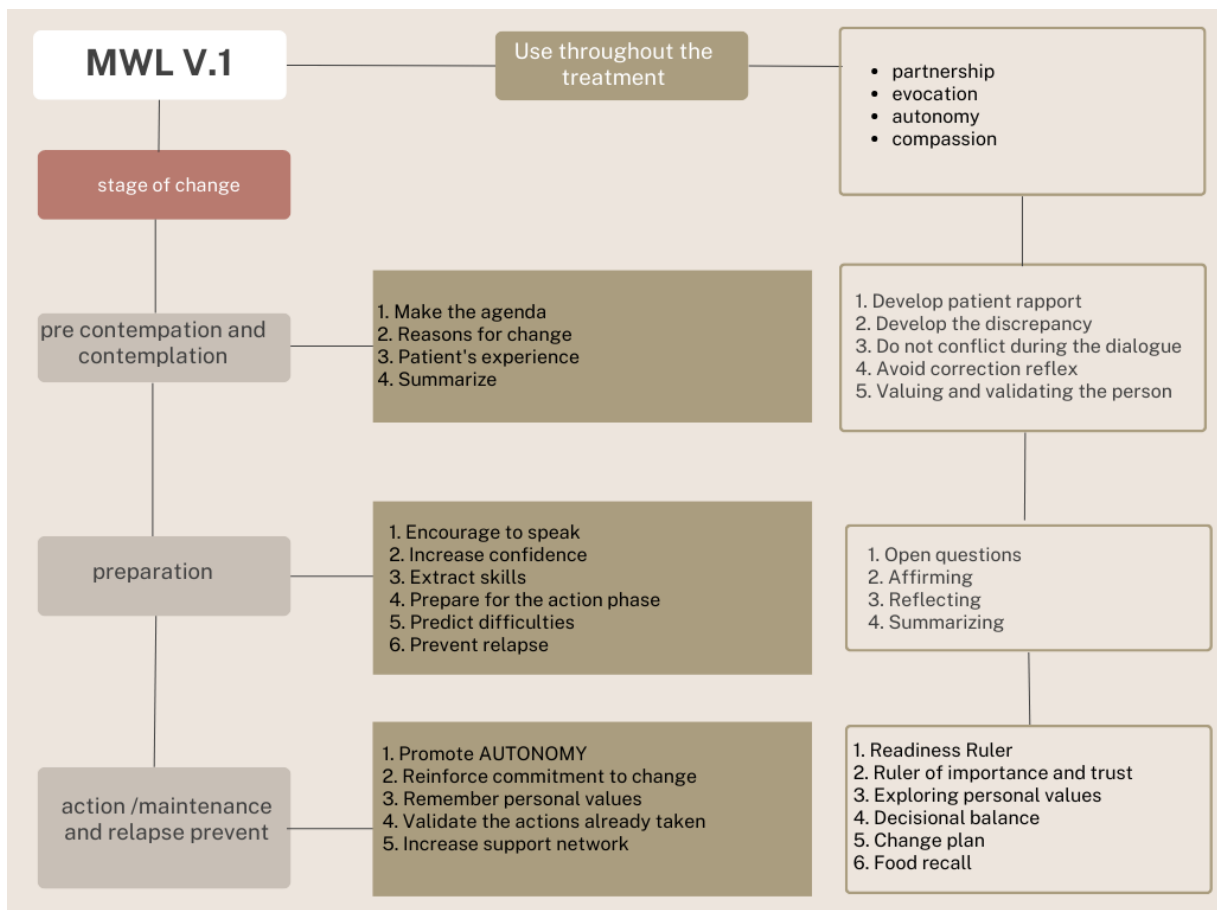 MWL V.1
Use throughout the
treatment
• partnership
• evocation
• autonomy
• compassion
stage of change
pre contempation and
contemplation
1. Make the agenda
2. Reasons for change
3. Patient's experience
4. Summarize
1. Develop patient rapport
2. Develop the discrepancy
3. Do not conflict during the dialogue
4. Avoid correction reflex
5. Valuing and validating the person
preparation
1. Encourage to speak
2. Increase confidence
3. Extract skills
4. Prepare for the action phase
5. Predict difficulties
6. Prevent relapse
1. Open questions
2. Affirming
3. Reflecting
4. Summarizing
action /maintenance
and relapse prevent
1. Promote AUTONOMY
2. Reinforce commitment to change
3. Remember personal values
4. Validate the actions already taken
5. Increase support network
1. Readiness Ruler
2. Ruler of importance and trust
3. Exploring personal values
4. Decisional balance
5. Change plan
6. Food recall